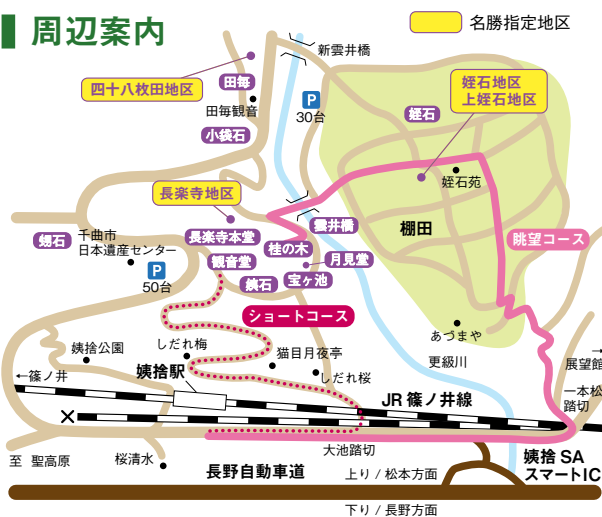 周辺案内
名勝指定地区
新雲井橋
四十八枚田地区
田毎
田毎観音
P
30台
小袋石
姪石地区
上姪石地区
姪石
姪石苑
長楽寺地区
棚田
眺望コース
甥石
千曲市
日本遺産センター
P
50台
長楽寺本堂
雲井橋
桂の木
観音堂
月見堂
鏡石
宝ヶ池
ショートコース
あづまや
更級川
姨捨公園
しだれ梅
猫目月夜亭
しだれ桜
姨捨駅
←篠ノ井
JR 篠ノ井線
→
展望館
一本松
踏切
大池踏切
至 聖高原
桜清水
長野自動車道
上り / 松本方面
姨捨 SA
スマートIC
下り / 長野方面